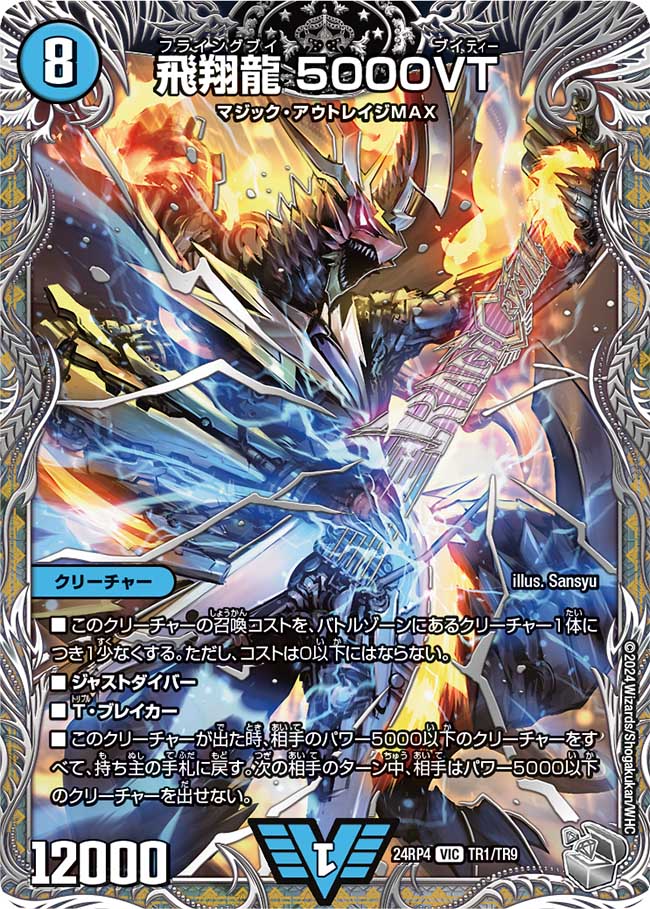 フライングブイ ブイティー
8
飛翔龍 5000VT
マジック・アウトレイジMAX
クリーチャー
illus. Sansyu
■このクリーチャーの召喚コストを、バトルゾーンにあるクリーチャー1体に
つき1少なくする。ただし、コストは0以下にはならない。
■ジャストダイバー
■T・ブレイカー
■このクリーチャーが出た時、相手のパワー5000以下のクリーチャーをす
べて、持ち主の手札に戻す。次の相手のターン中、相手はパワー5000以下
のクリーチャーを出せない。
12000
T
24RP4 VIC TR1/TR9
©2024 Wizards/Shogakukan/WHC